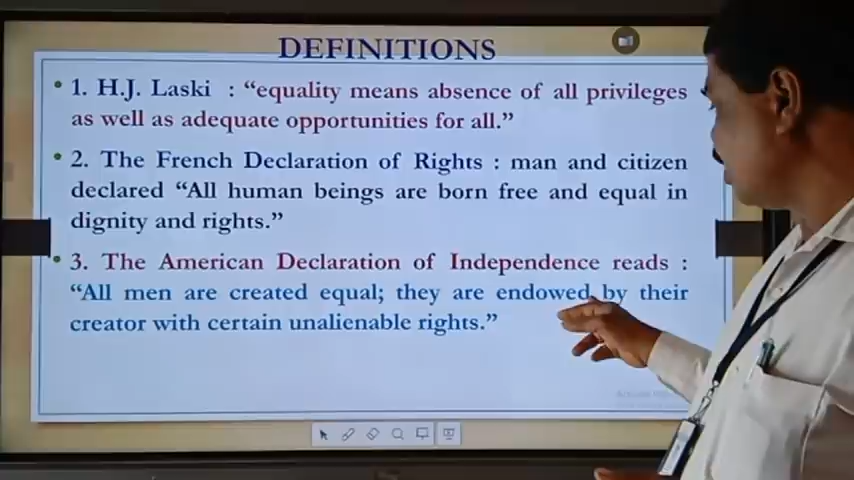 DEFINITIONS
• 1. H.J. Laski : “equality means absence of all privileges
as well as adequate opportunities for all.”
• 2. The French Declaration of Rights : man and citizen
declared “All human beings are born free and equal in
dignity and rights.”
• 3. The American Declaration of Independence reads :
“All men are created equal; they are endowed by their
creator with certain unalienable rights.”